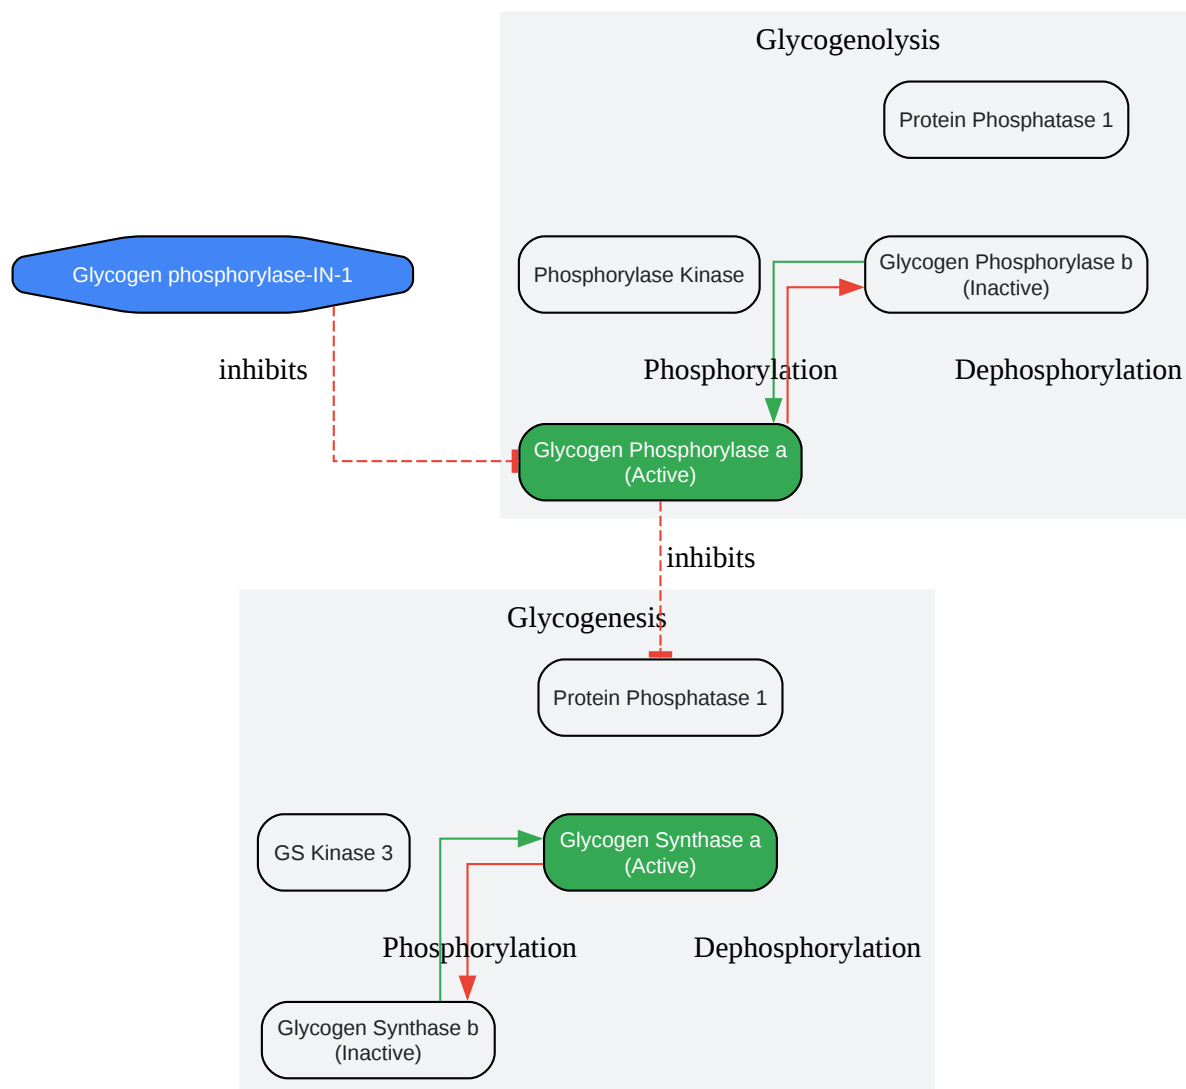 Glycogenolysis
Protein Phosphatase 1
Glycogen phosphorylase-IN-1
Phosphorylase Kinase
Glycogen Phosphorylase b
(Inactive)
inhibits
Phosphorylation
Dephosphorylation
Glycogen Phosphorylase a
(Active)
inhibits
Glycogenesis
Protein Phosphatase 1
GS Kinase 3
Glycogen Synthase a
(Active)
Phosphorylation
Dephosphorylation
Glycogen Synthase b
(Inactive)